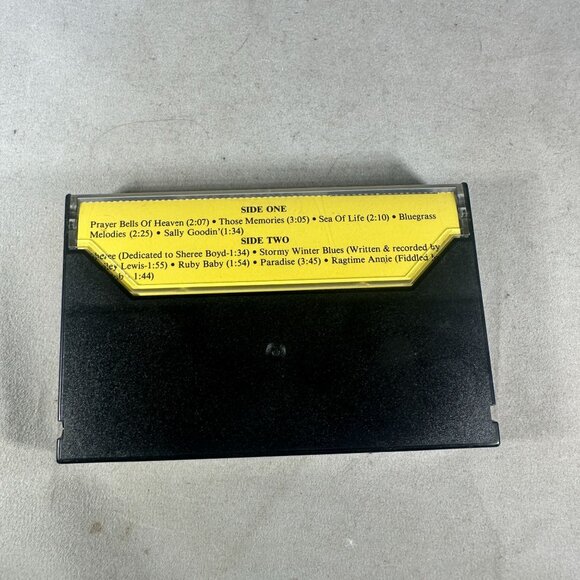 SIDE ONE
Prayer Bells Of Heaven (2:07) • Those Memories (3:05) • Sea Of Life (2:10) • Bluegrass
Melodies (2:25) • Sally Goodin'(1:34)
SIDE TWO
(Dedicated to Sheree Boyd-1:34) • Stormy Winter Blues (Written & recorded by
Lewis-1:55) • Ruby Baby (1:54) • Paradise (3:45) • Ragtime Annie (Fiddled
1:44)